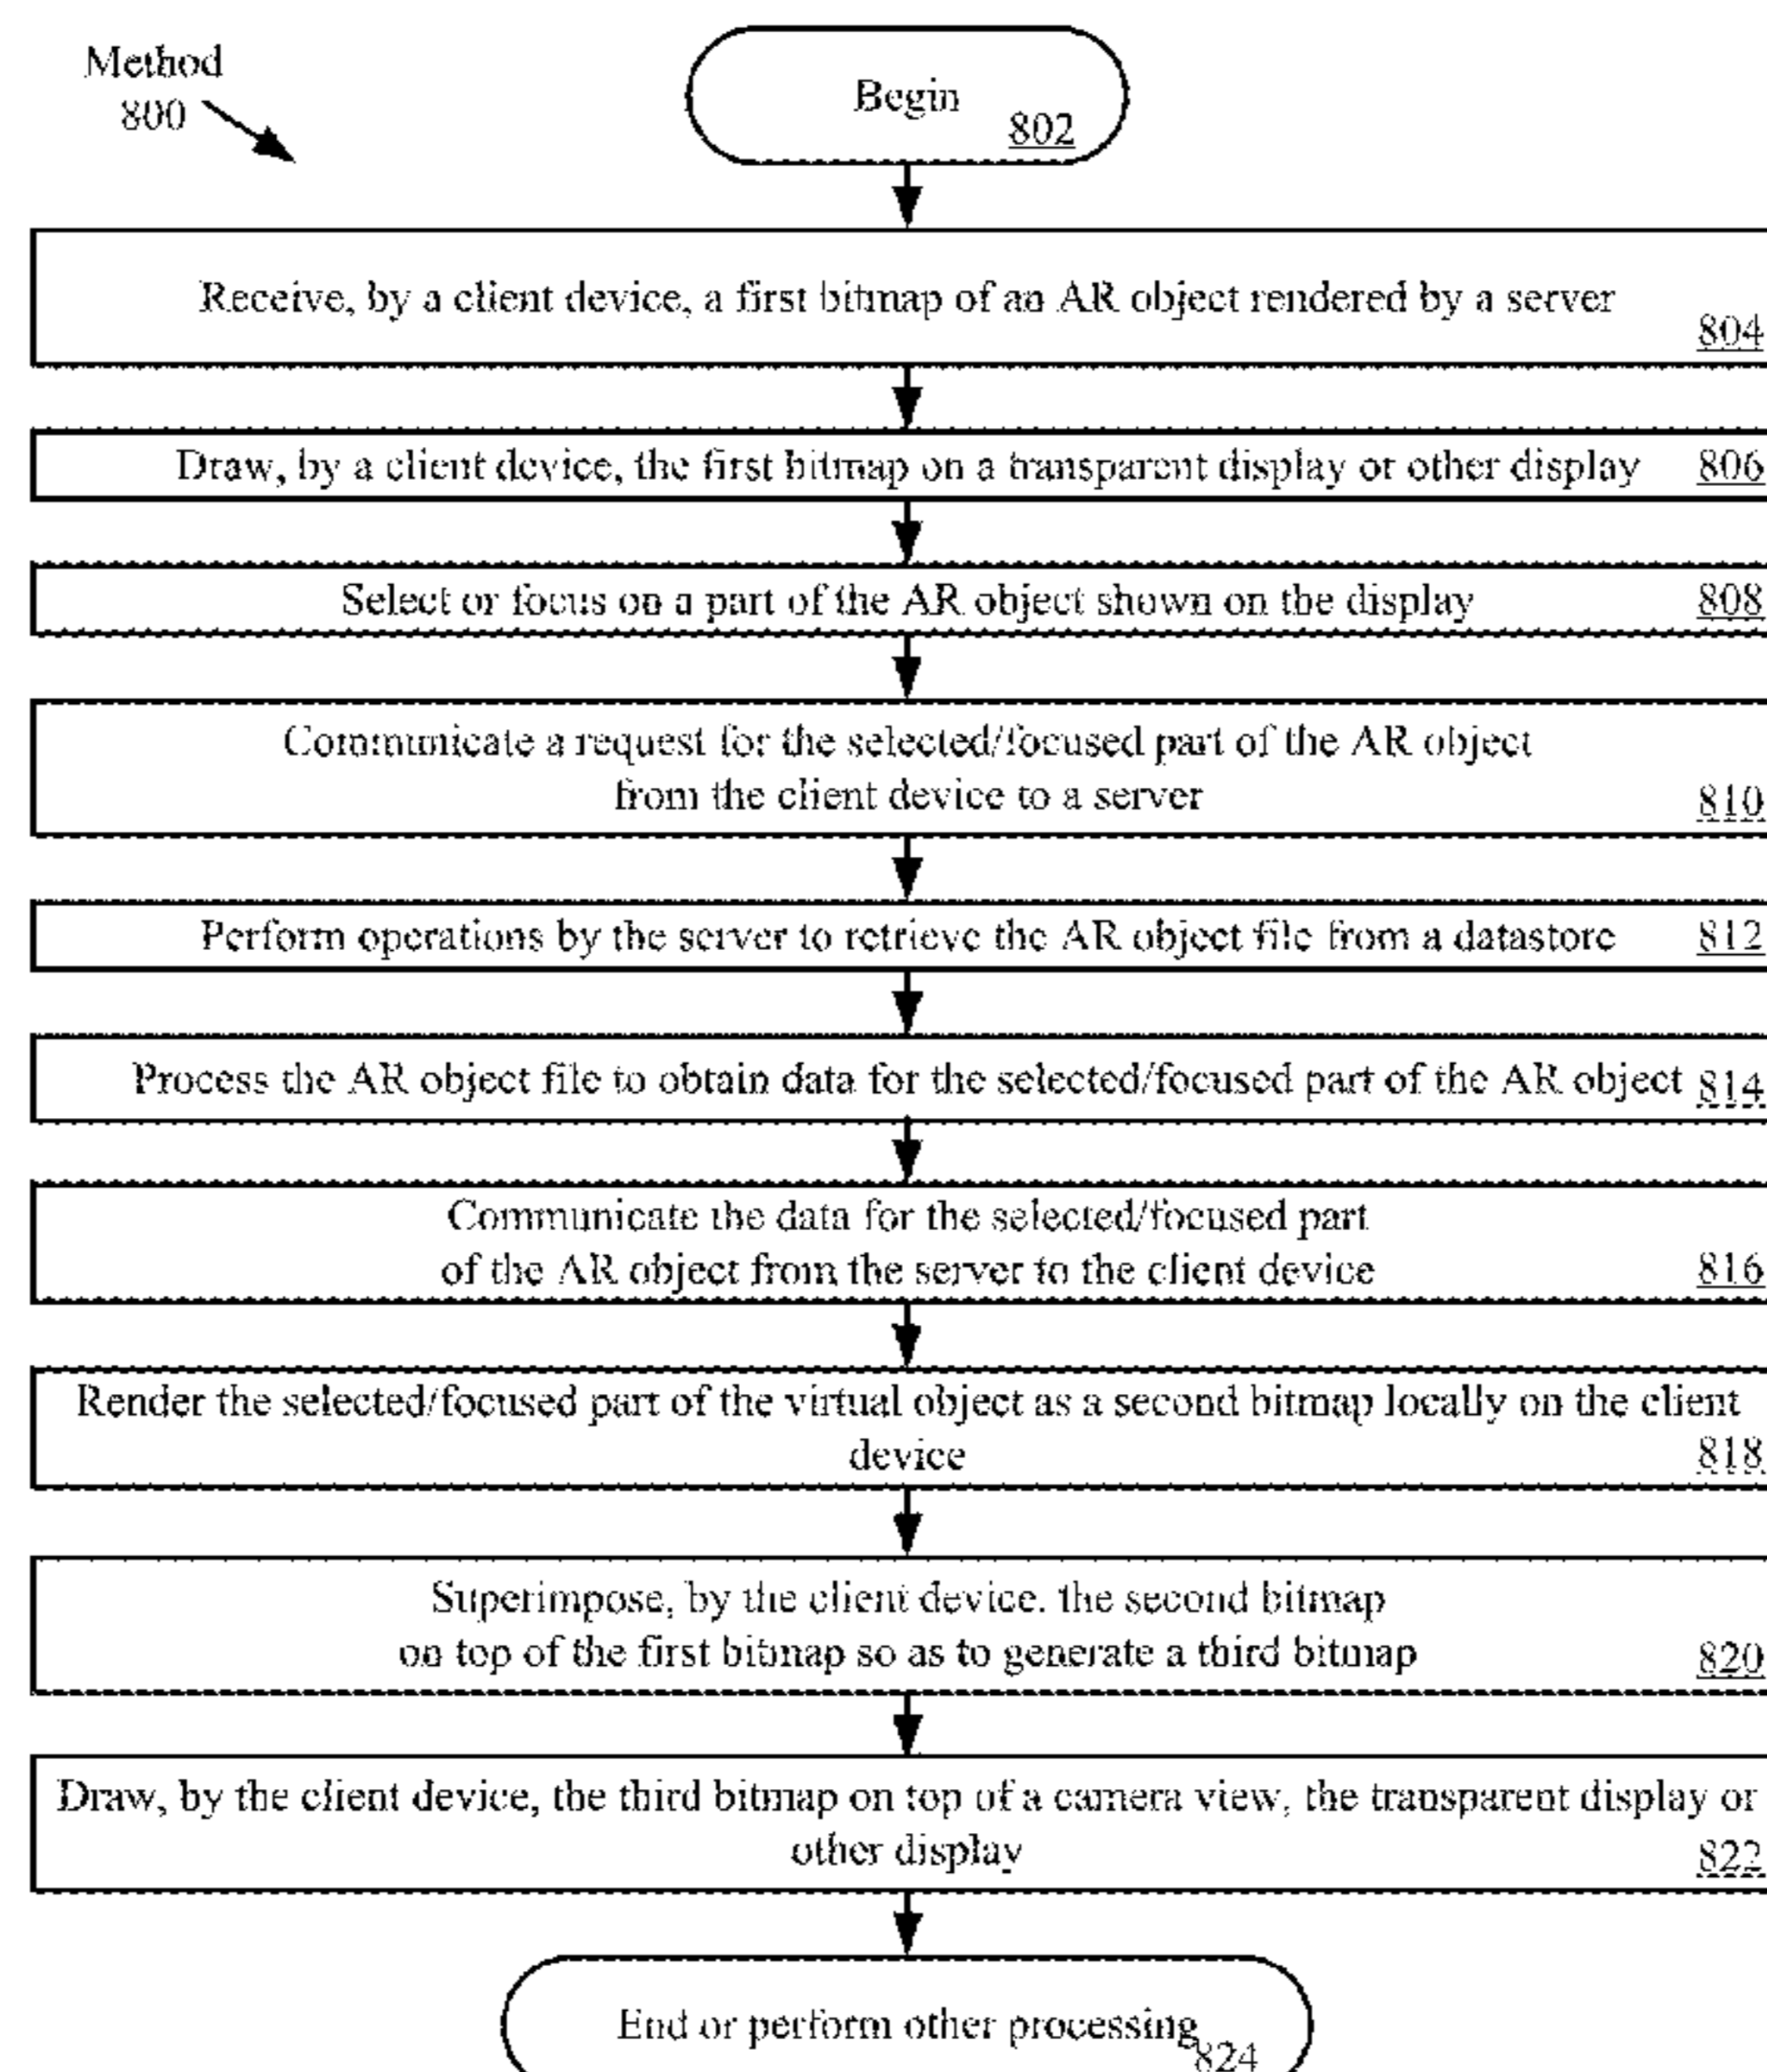 Method
800
Begin
802
Receive, by a client device, a first bitmap of an AR object rendered by a server
804
Draw, by a client device, the first bitmap on a transparent display or other display
806
Select or focus on a part of the AR object shown on the display
808
Communicate a request for the selected/focused part of the AR object
from the client device to a server
810
Perform operations by the server to retrieve the AR object file from a datastore
812
Process the AR object file to obtain data for the selected/focused part of the AR object
814
Communicate the data for the selected/focused part
of the AR object from the server to the client device
816
Render the selected/focused part of the virtual object as a second bitmap locally on the client
device
818
Superimpose, by the client device, the second bitmap
on top of the first bitmap so as to generate a third bitmap
820
Draw, by the client device, the third bitmap on top of a camera view, the transparent display or
other display
822
End or perform other processing
824